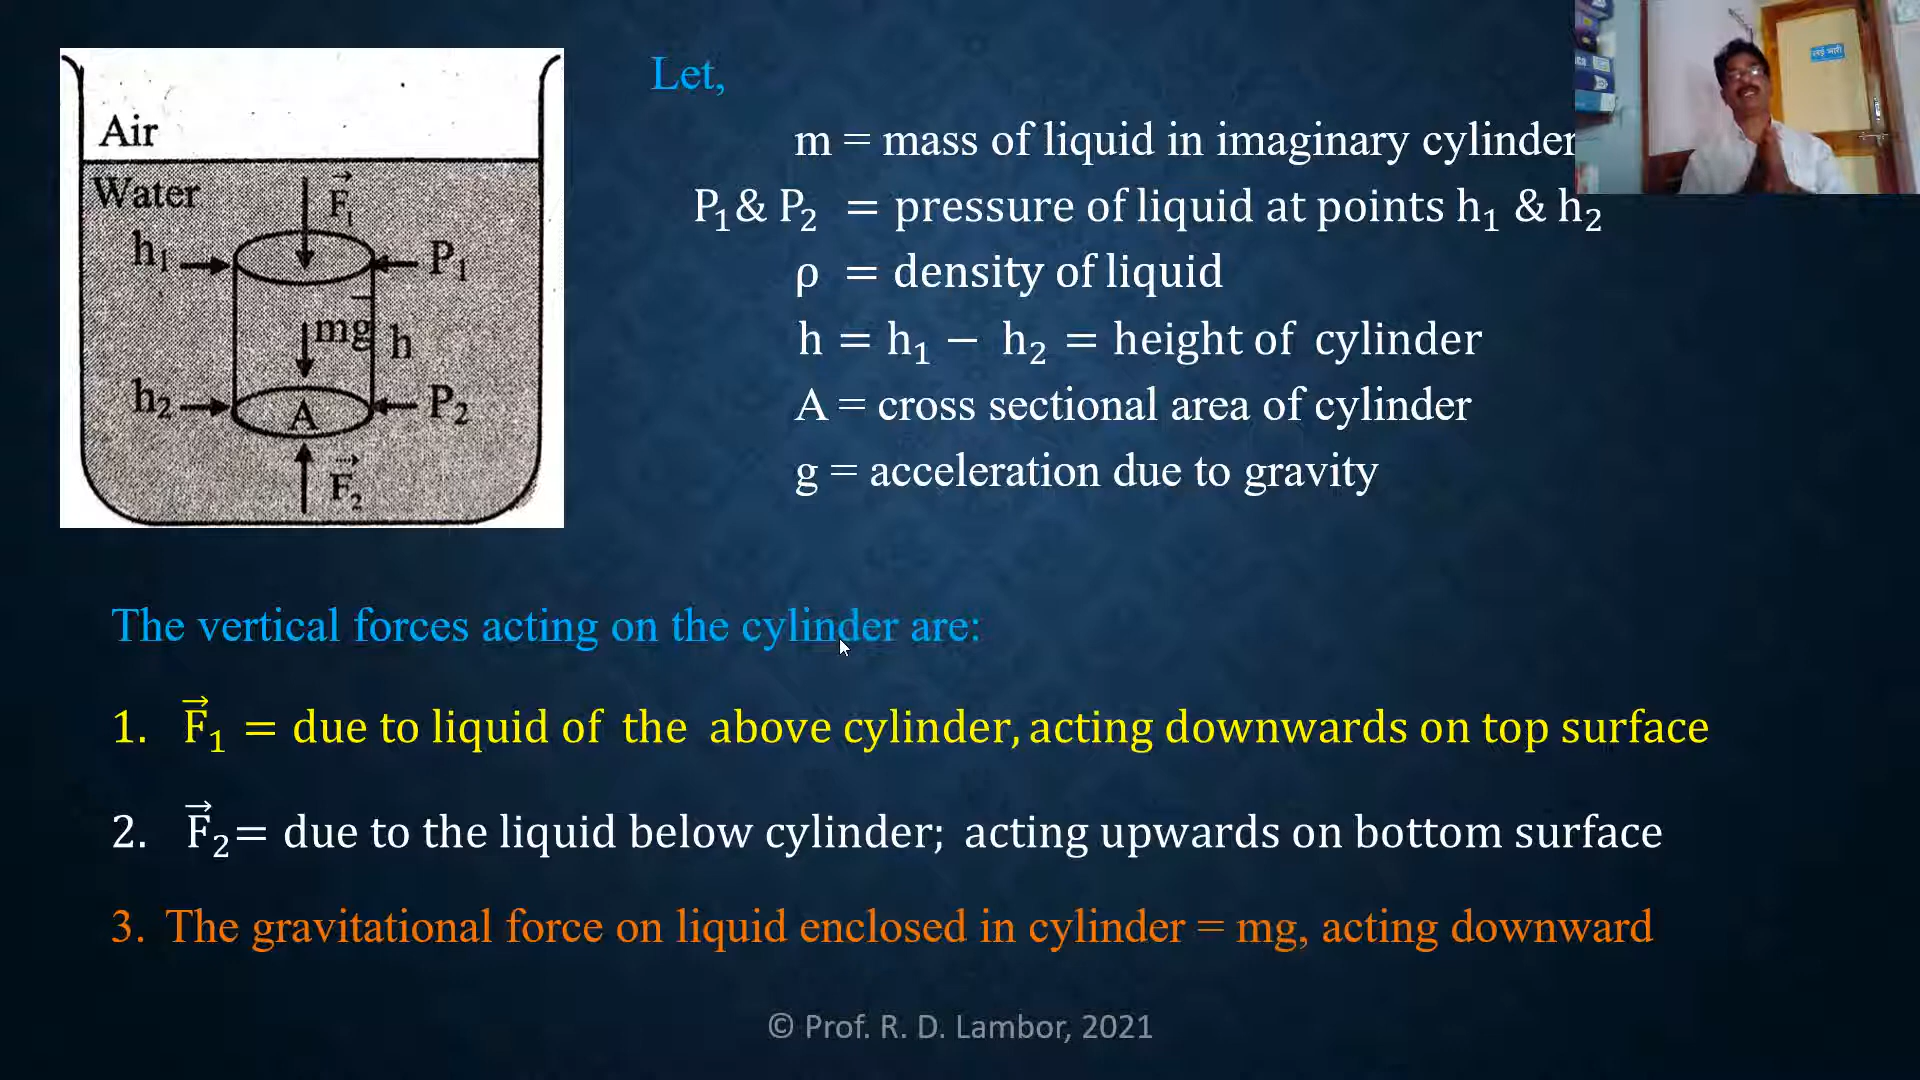 Let,
m = mass of liquid in imaginary cylinder
P₁ & P₂ = pressure of liquid at points h₁ & h₂
ρ = density of liquid
h = h₁ − h₂ = height of cylinder
A = cross sectional area of cylinder
g = acceleration due to gravity
Air
Water
F⃗₁
h₁
P₁
mg
h
h₂
A
P₂
F⃗₂
The vertical forces acting on the cylinder are:
1. F⃗₁ = due to liquid of the above cylinder, acting downwards on top surface
2. F⃗₂= due to the liquid below cylinder; acting upwards on bottom surface
3. The gravitational force on liquid enclosed in cylinder = mg, acting downward
© Prof. R. D. Lambor, 2021